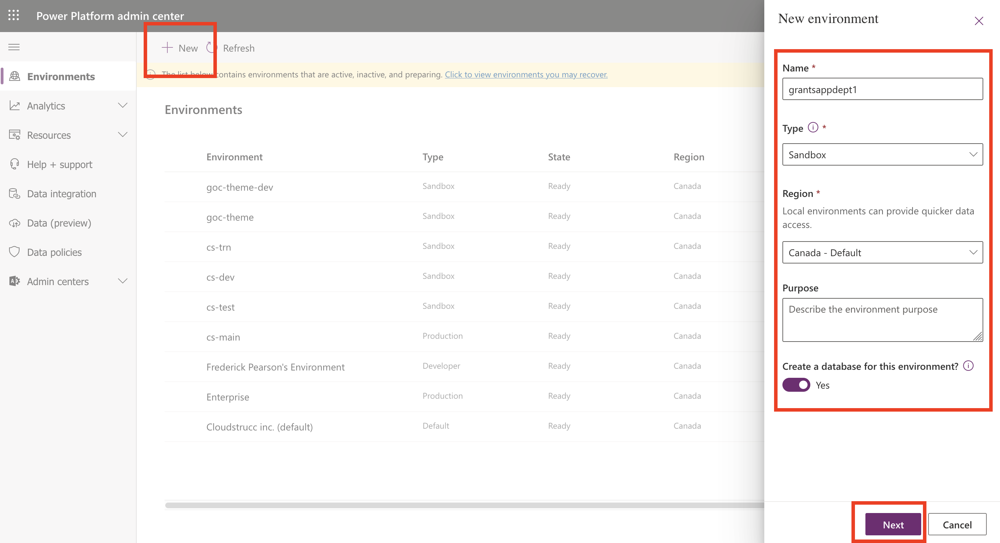 Power Platform admin center
New
Refresh
The list below contains environments that are active, inactive, and preparing. Click to view environments you may recover.
Environments
Analytics
Resources
Help + support
Data integration
Data (preview)
Data policies
Admin centers
Environments
Environment Type State Region
goc-theme-dev Sandbox Ready Canada
goc-theme Sandbox Ready Canada
cs-trn Sandbox Ready Canada
cs-dev Sandbox Ready Canada
cs-test Sandbox Ready Canada
cs-main Production Ready Canada
Frederick Pearson's Environment Developer Ready Canada
Enterprise Production Ready Canada
Cloudstrucc inc. (default) Default Ready Canada
New environment
Name *
grantsappdept1
Type *
Sandbox
Region *
Local environments can provide quicker data
access.
Canada - Default
Purpose
Describe the environment purpose
Create a database for this environment?
Yes
Next
Cancel